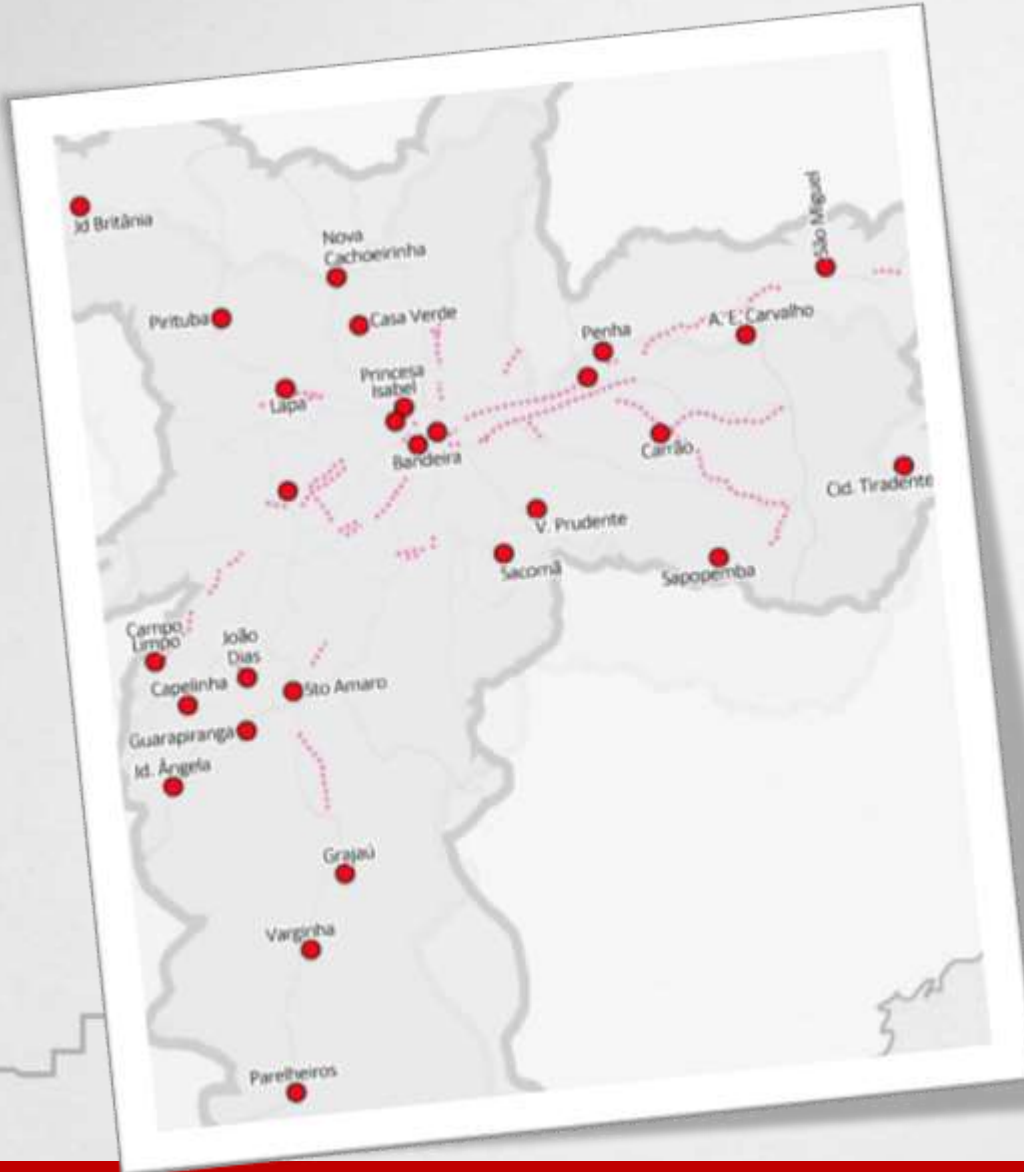 São Miguel
Jd Britânia
Nova
Cachoeirinha
Pirituba
Casa Verde
Penha
A. E. Carvalho
Princesa
Isabel
Lapa
Bandeira
Carrão
Cid. Tiradente
V. Prudente
Sacomã
Sapopemba
Campo
Limpo
João
Dias
Capelinha
Sto Amaro
Guarapiranga
Jd. Ângela
Grajaú
Varginha
Parelheiros